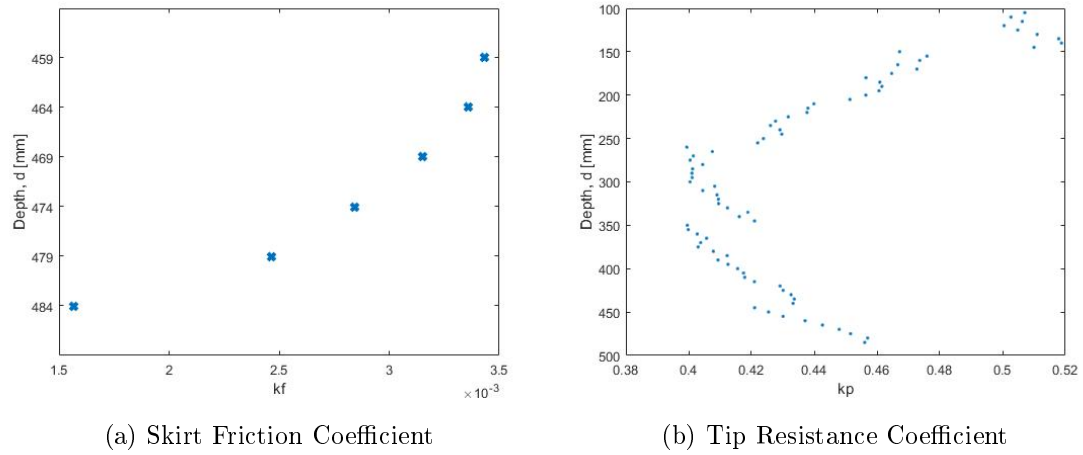 459
464
469
474
479
484
Depth, d [mm]
1.5 2 2.5 3 3.5
kf
×10⁻³
(a) Skirt Friction Coefficient
100
150
200
250
300
350
400
450
500
Depth, d [mm]
0.38 0.4 0.42 0.44 0.46 0.48 0.5 0.52
kp
(b) Tip Resistance Coefficient